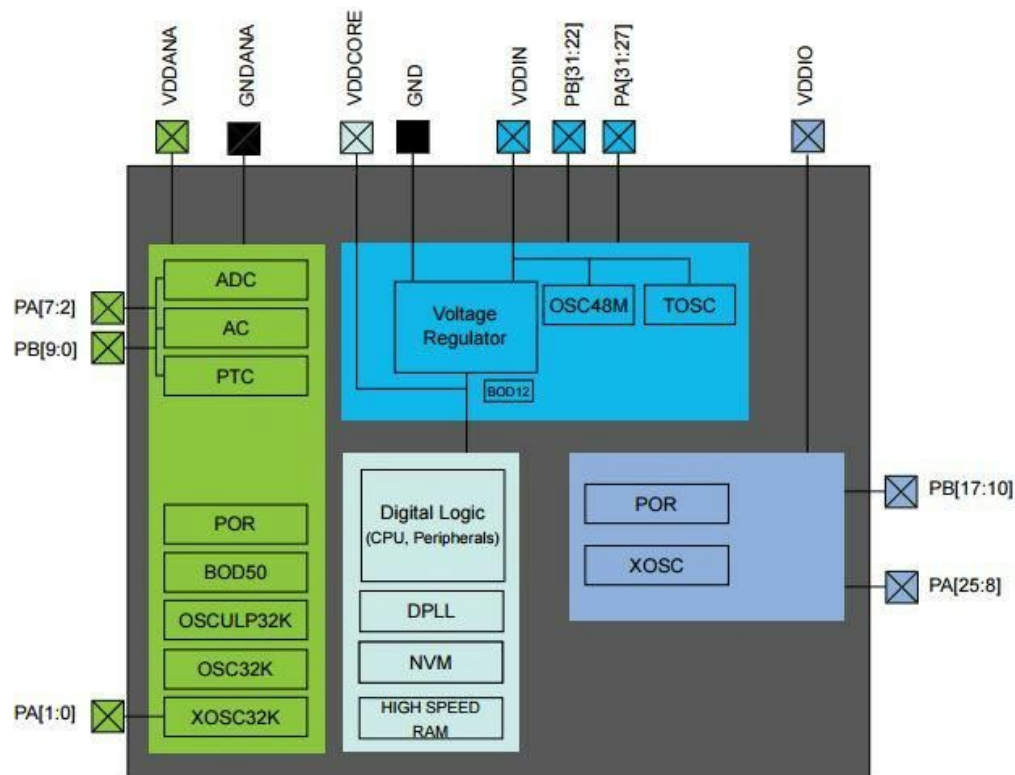 VDDANA
GNDANA
VDDCORE
GND
VDDIN
PB[31:22]
PA[31:27]
VDDIO
PA[7:2]
PB[9:0]
PA[1:0]
ADC
AC
PTC
POR
BOD50
OSCULP32K
OSC32K
XOSC32K
Voltage
Regulator
OSC48M
TOSC
BOD12
Digital Logic
(CPU, Peripherals)
DPLL
NVM
HIGH SPEED
RAM
POR
XOSC
PB[17:10]
PA[25:8]